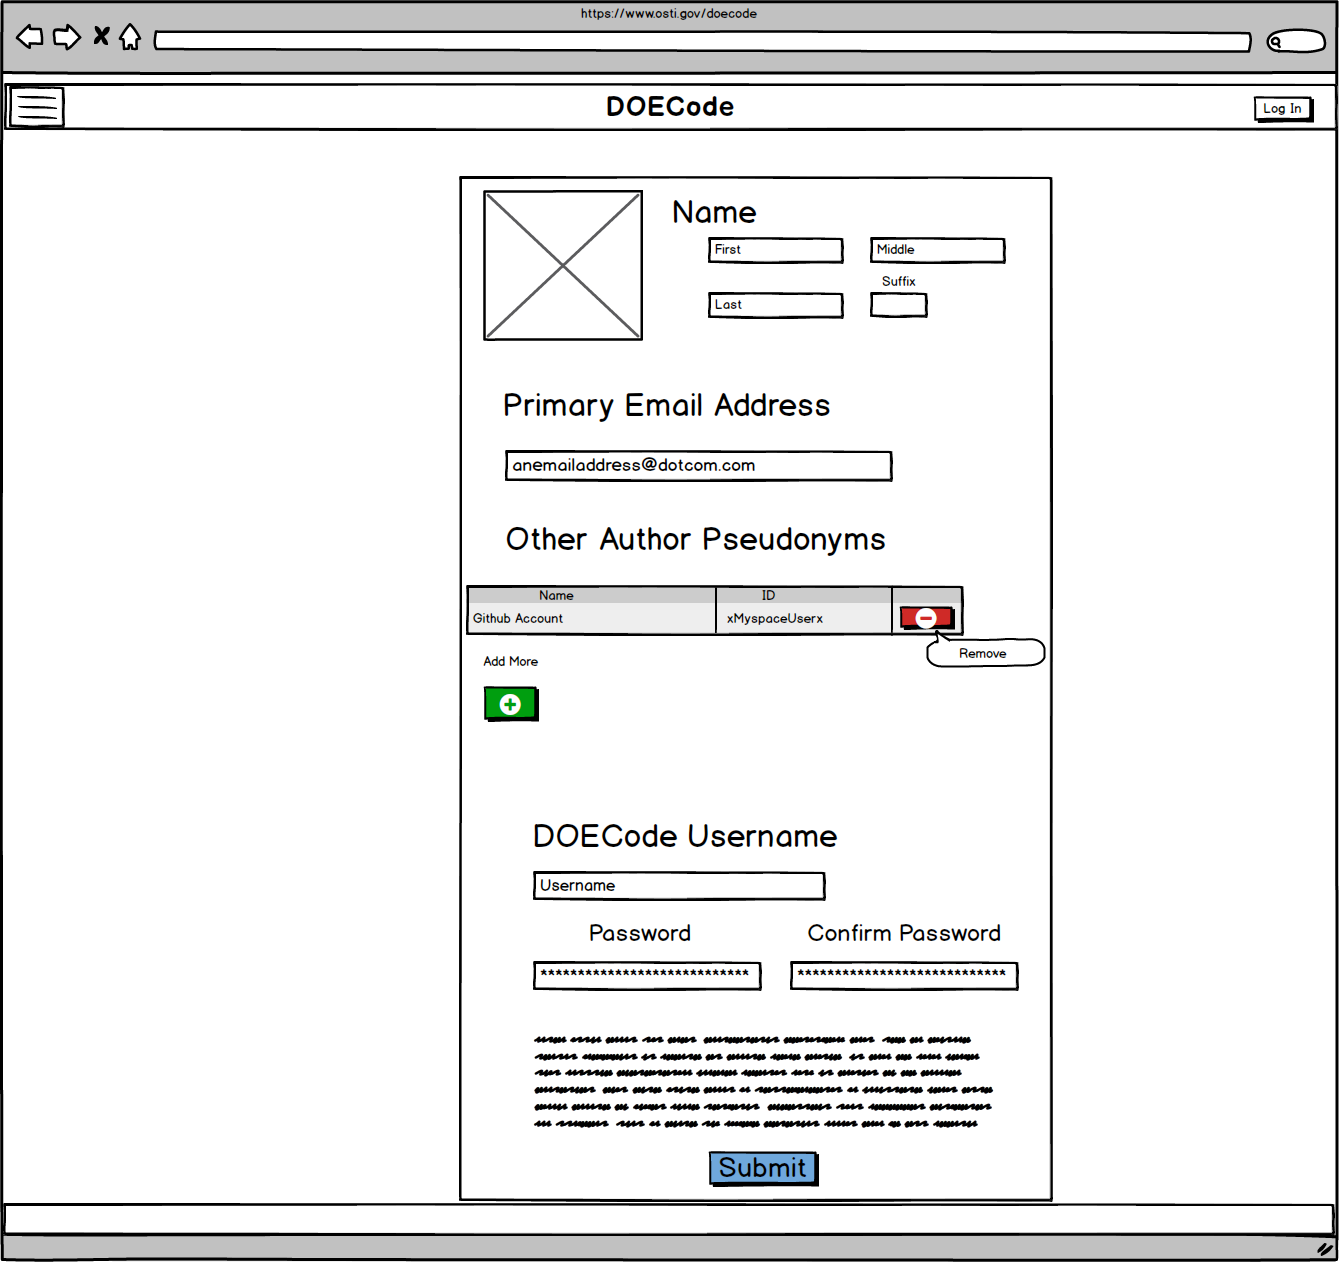 https://www.osti.gov/doecode
DOECode
Log In
Name
First
Middle
Suffix
Last
Primary Email Address
anemailaddress@dotcom.com
Other Author Pseudonyms
Name ID
Github Account xMyspaceUserx
Remove
Add More
DOECode Username
Username
Password Confirm Password
**************************** ****************************
Submit